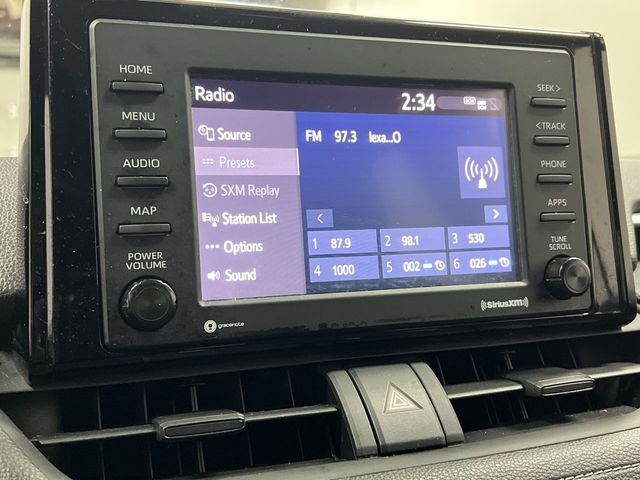 HOME
MENU
AUDIO
MAP
POWER
VOLUME
Radio
2:34
Source
Presets
SXM Replay
Station List
Options
Sound
FM 97.3 lexa...O
< >
1 87.9 2 98.1 3 530
4 1000 5 002 6 026
SEEK >
< TRACK
PHONE
APPS
TUNE
SCROLL
gracenote
((SiriusXM))